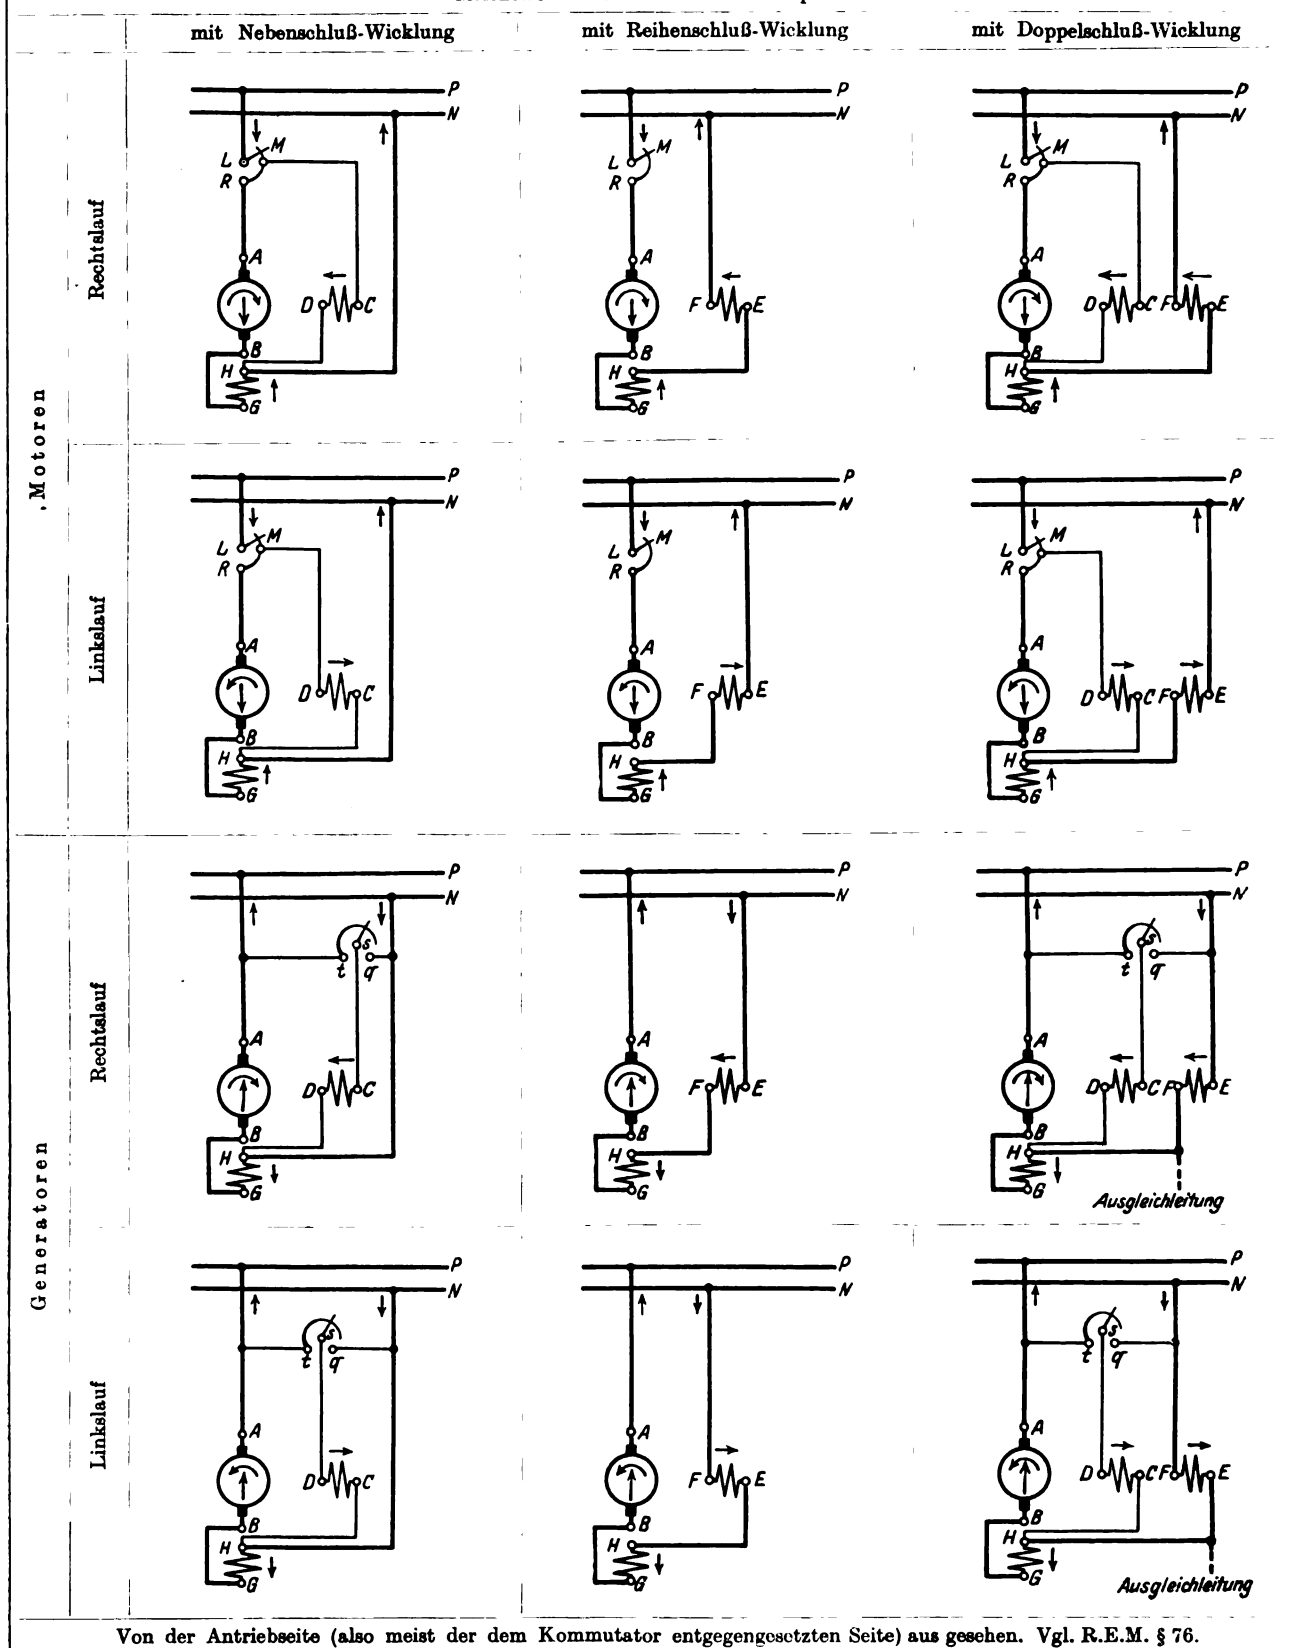 mit Nebenschluß-Wicklung mit Reihenschluß-Wicklung mit Doppelschluß-Wicklung
Motoren
Rechtslauf
P
N
L M
R
A
D C
B
H
G
P
N
L M
R
A
F E
B
H
G
P
N
L M
R
A
D C F E
B
H
G
Linkslauf
P
N
L M
R
A
D C
B
H
G
P
N
L M
R
A
F E
B
H
G
P
N
L M
R
A
D C F E
B
H
G
Generatoren
Rechtslauf
P
N
s
t q
A
D C
B
H
G
P
N
A
F E
B
H
G
P
N
s
t q
A
D C F E
B
H
G
Ausgleichleitung
Linkslauf
P
N
s
t q
A
D C
B
H
G
P
N
A
F E
B
H
G
P
N
s
t q
A
D C F E
B
H
G
Ausgleichleitung
Von der Antriebseite (also meist der dem Kommutator entgegengesetzten Seite) aus gesehen. Vgl. R.E.M. § 76.